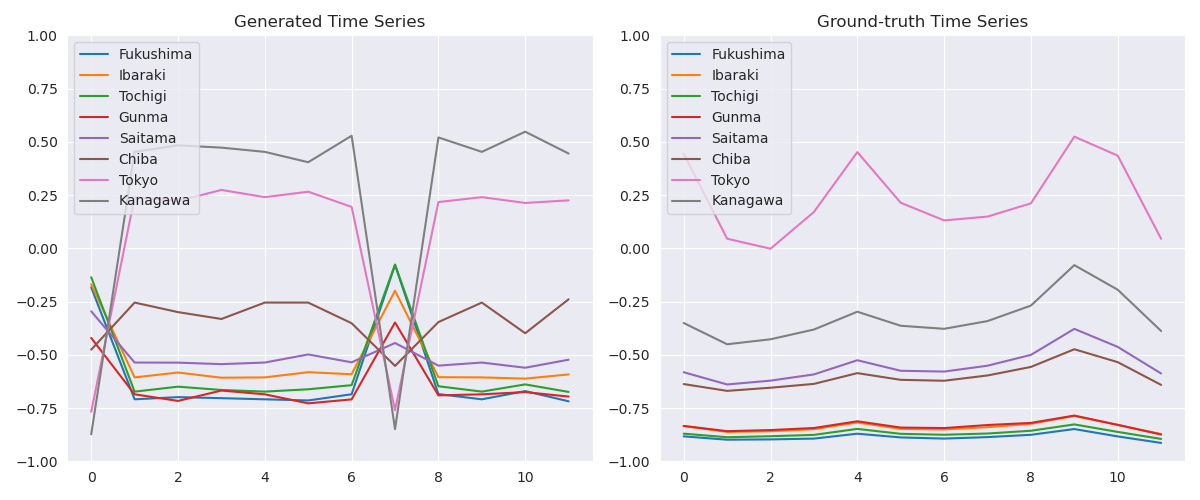 Generated Time Series
1.00
0.75
0.50
0.25
0.00
−0.25
−0.50
−0.75
−1.00
0 2 4 6 8 10
Fukushima
Ibaraki
Tochigi
Gunma
Saitama
Chiba
Tokyo
Kanagawa
Ground-truth Time Series
1.00
0.75
0.50
0.25
0.00
−0.25
−0.50
−0.75
−1.00
0 2 4 6 8 10
Fukushima
Ibaraki
Tochigi
Gunma
Saitama
Chiba
Tokyo
Kanagawa